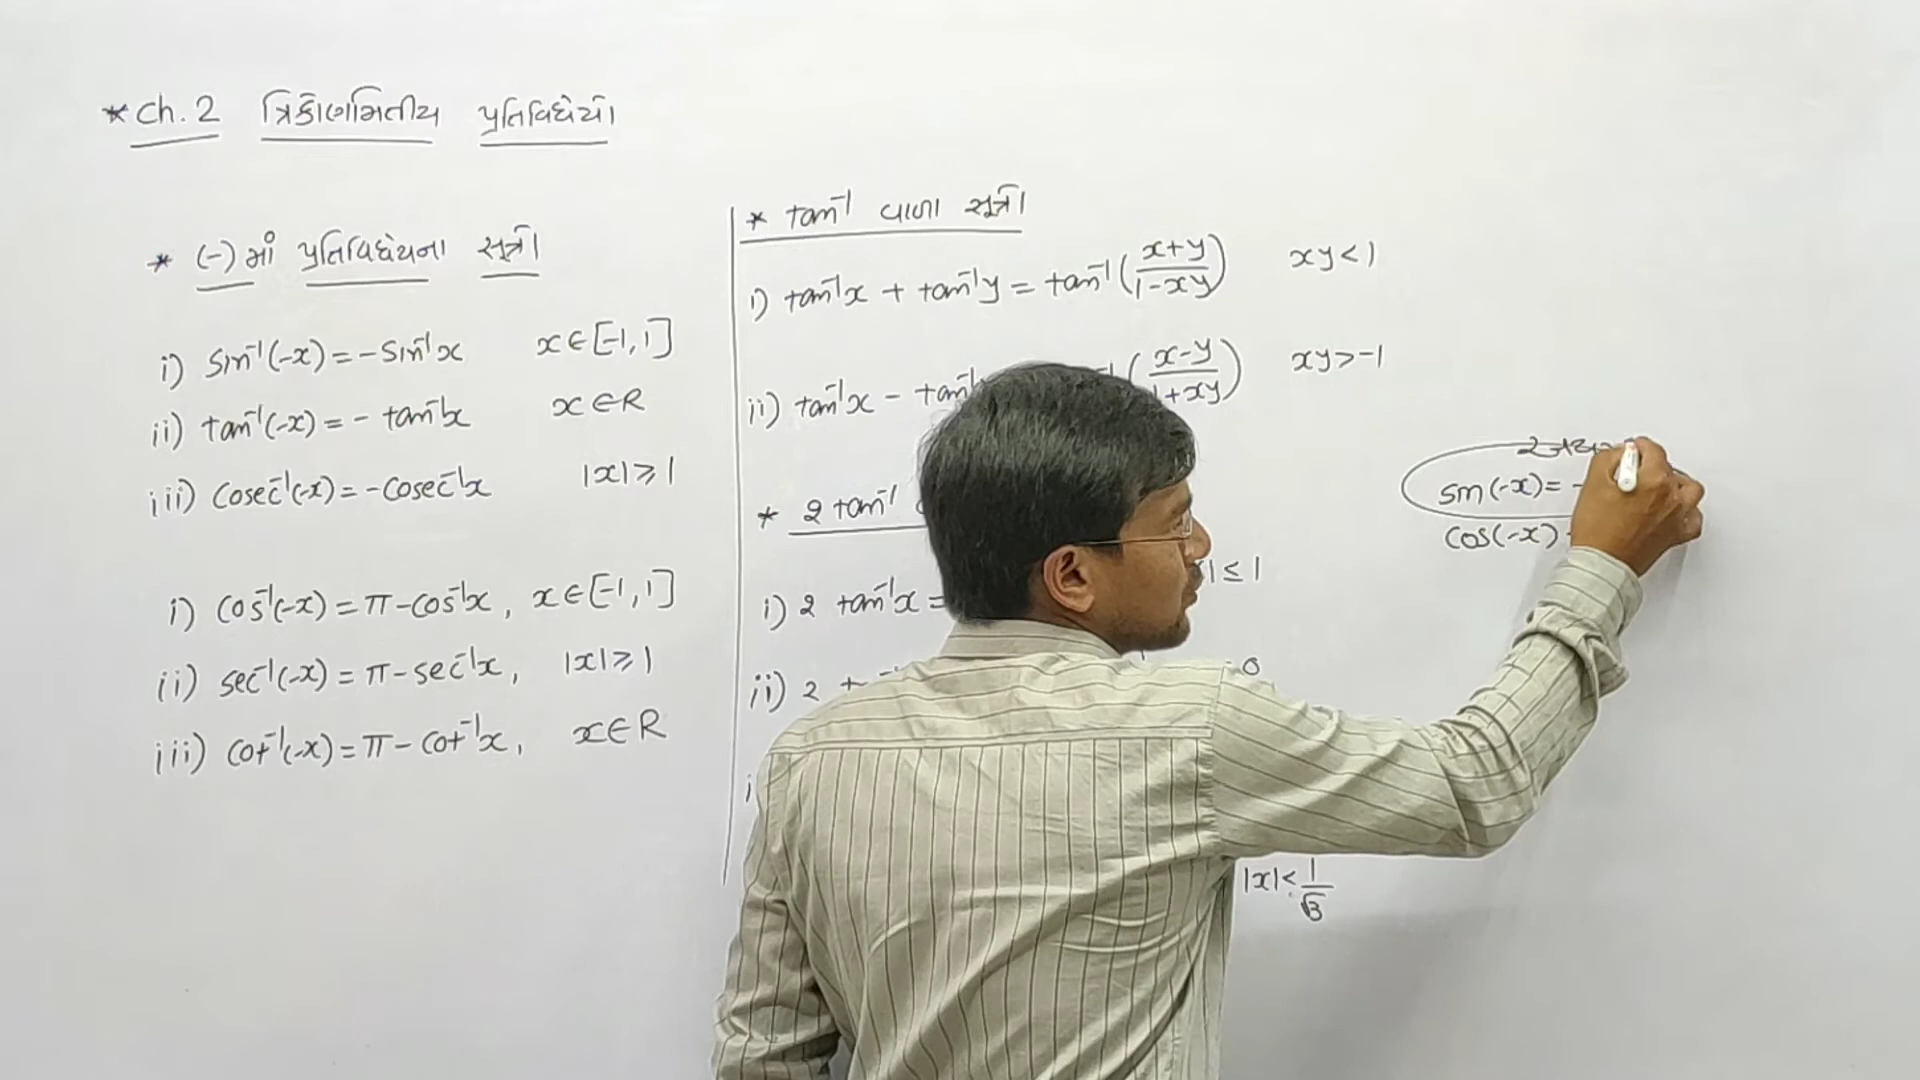 * Ch. 2 ત્રિકોણમિતીય પ્રતિવિધેયો
* (-) માં પ્રતિવિધેયના સૂત્રો
i) sin⁻¹(-x) = -sin⁻¹x x∈[-1, 1]
ii) tan⁻¹(-x) = - tan⁻¹x x∈R
iii) cosec⁻¹(-x) = -cosec⁻¹x |x|⩾1
i) cos⁻¹(-x) = π-cos⁻¹x, x∈[-1, 1]
ii) sec⁻¹(-x) = π-sec⁻¹x, |x|⩾1
iii) cot⁻¹(-x) = π-cot⁻¹x, x∈R
* tan⁻¹ વાળા સૂત્રો
i) tan⁻¹x + tan⁻¹y = tan⁻¹((x+y)/(1-xy)) xy<1
ii) tan⁻¹x - tan⁻¹ ((x-y)/(1+xy)) xy>-1
* 2 tan⁻¹
i) 2 tan⁻¹x = | ≤ 1
ii) 2
|x|<1/√3
sin(-x) = -
cos(-x)